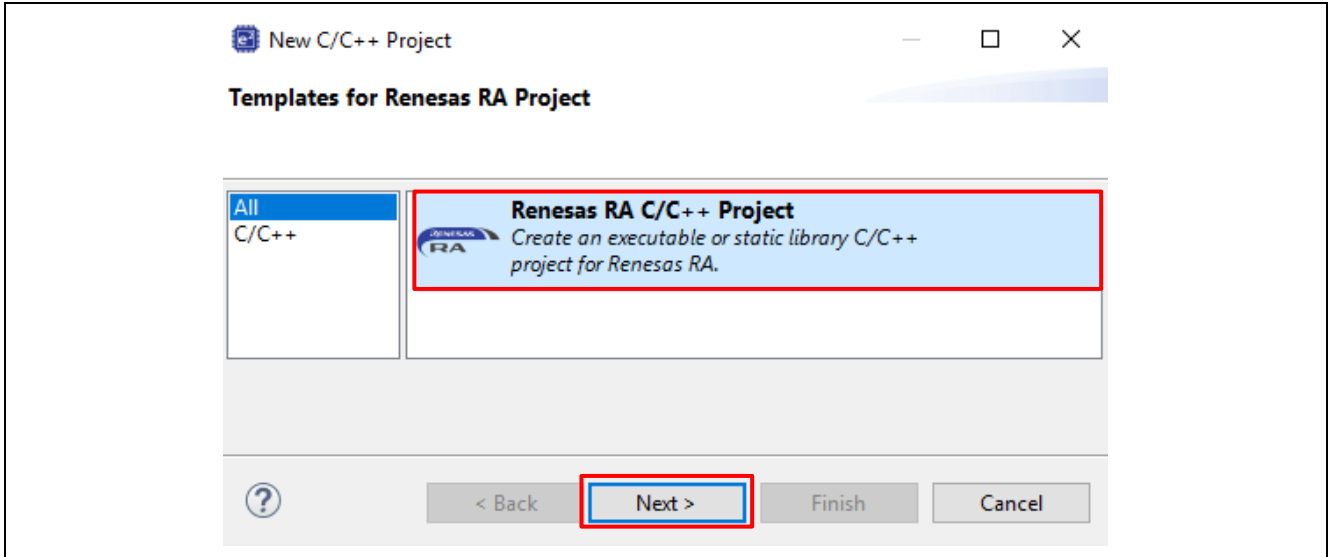 New C/C++ Project
Templates for Renesas RA Project
All
C/C++
RENESAS
RA
Renesas RA C/C++ Project
Create an executable or static library C/C++
project for Renesas RA.
?
< Back
Next >
Finish
Cancel